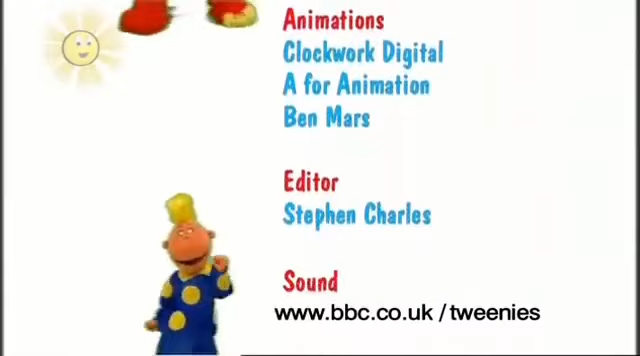 Animations
Clockwork Digital
A for Animation
Ben Mars
Editor
Stephen Charles
Sound
www.bbc.co.uk /tweenies